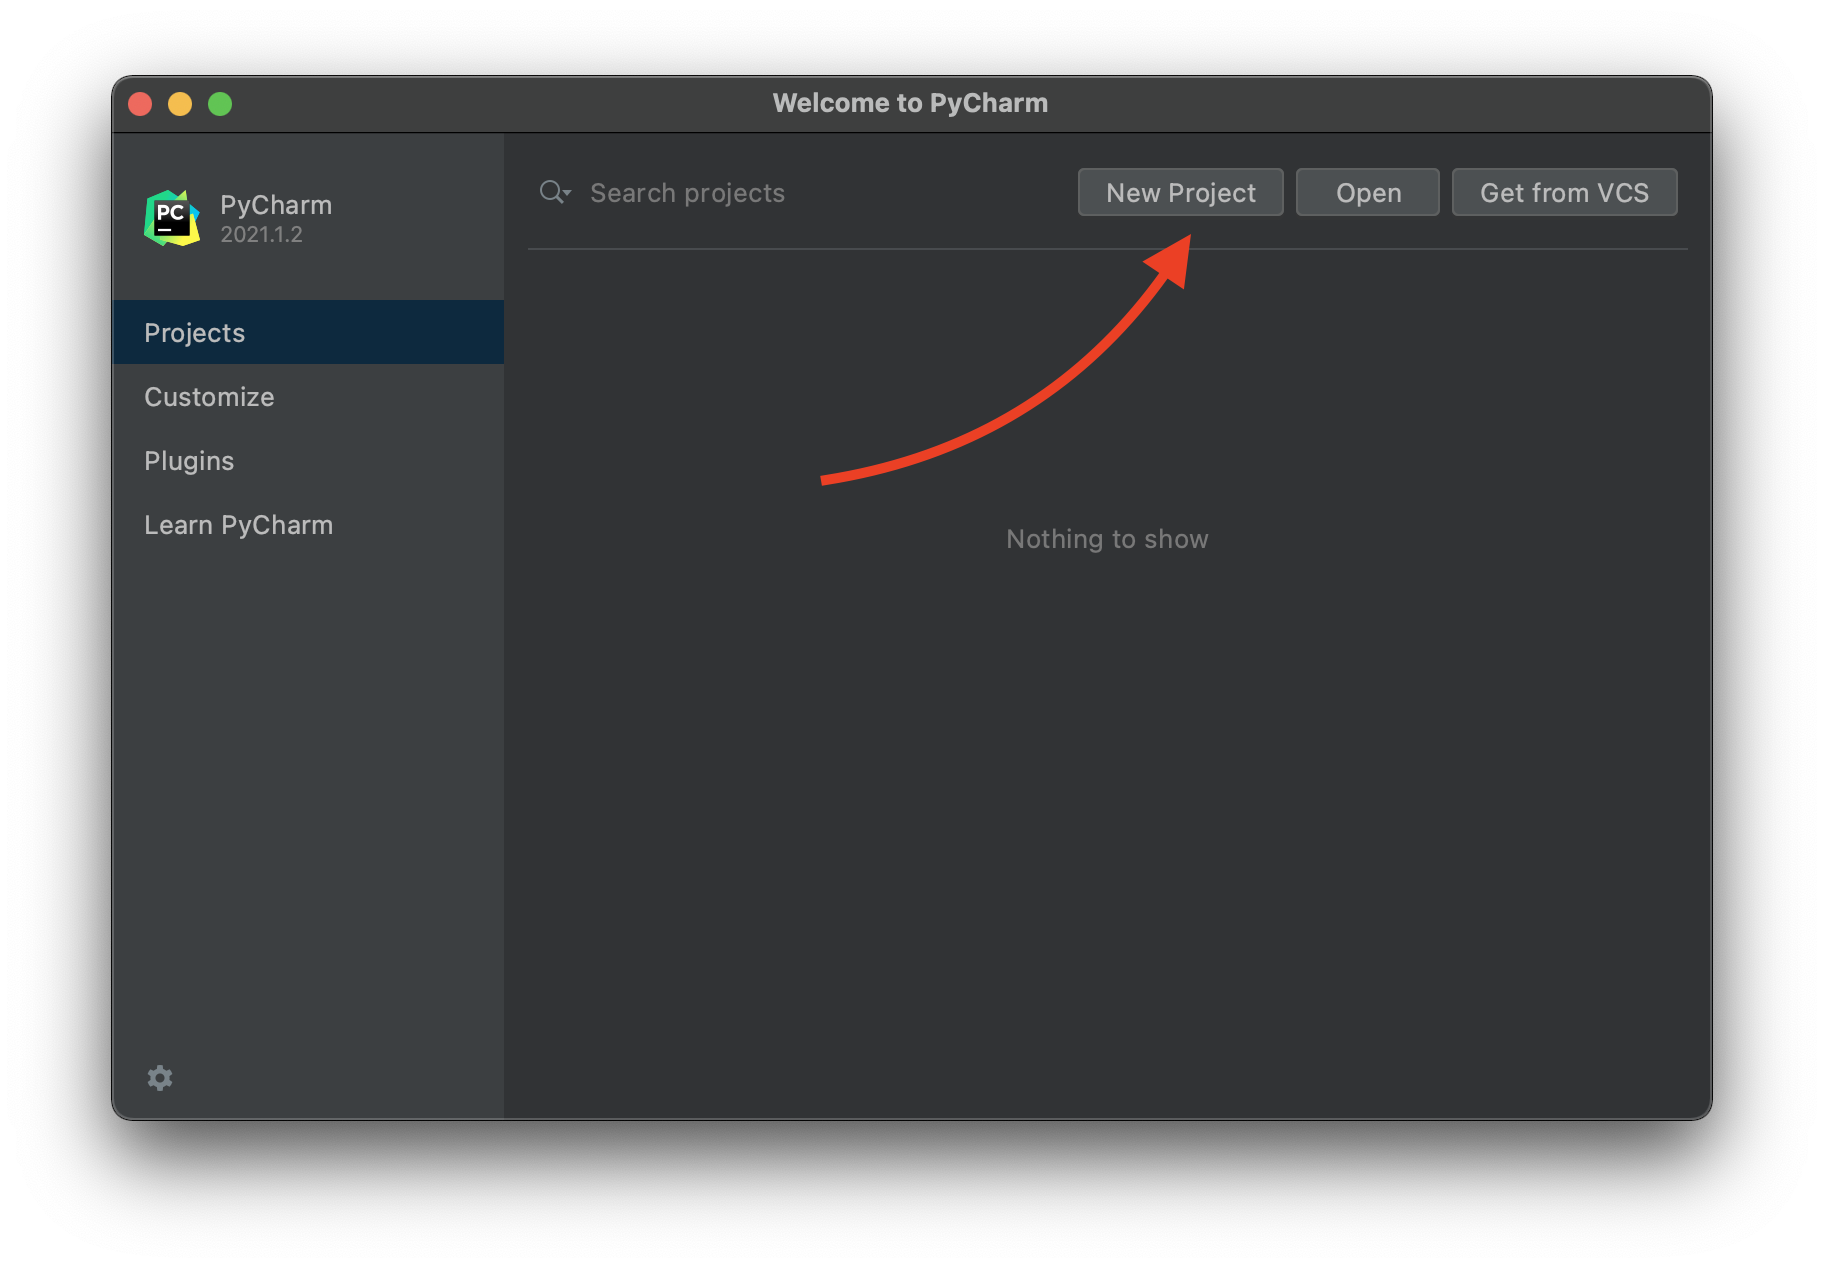 Welcome to PyCharm
PC
PyCharm
2021.1.2
Search projects
New Project
Open
Get from VCS
Projects
Customize
Plugins
Learn PyCharm
Nothing to show